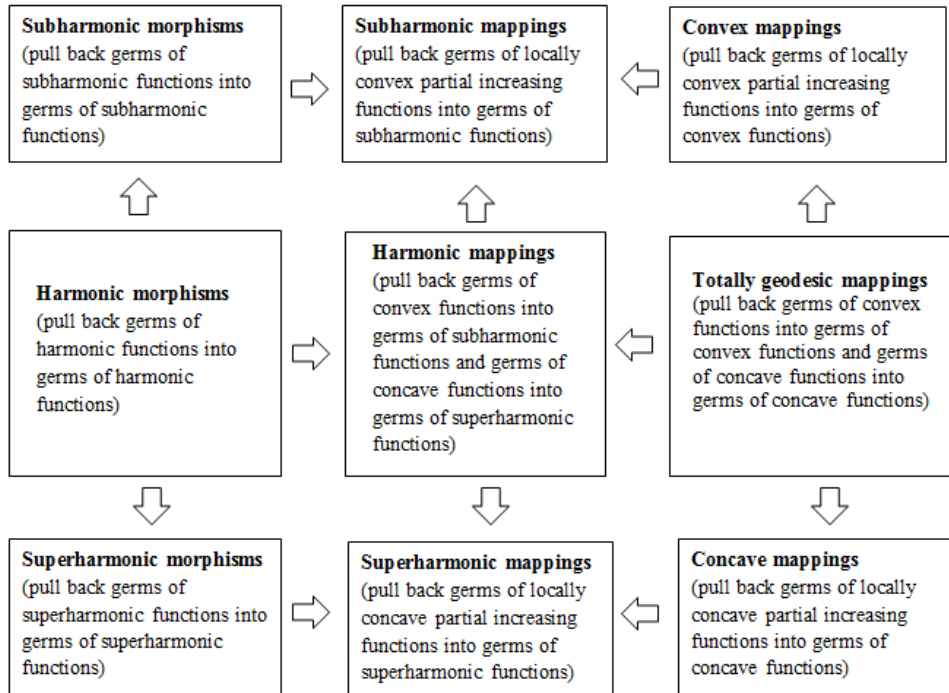 Subharmonic morphisms
(pull back germs of
subharmonic functions into
germs of subharmonic
functions)
Subharmonic mappings
(pull back germs of locally
convex partial increasing
functions into germs of
subharmonic functions)
Convex mappings
(pull back germs of locally
convex partial increasing
functions into germs of
convex functions)
Harmonic morphisms
(pull back germs of
harmonic functions into
germs of harmonic
functions)
Harmonic mappings
(pull back germs of
convex functions into
germs of subharmonic
functions and germs of
concave functions into
germs of superharmonic
functions)
Totally geodesic mappings
(pull back germs of convex
functions into germs of
convex functions and germs
of concave functions into
germs of concave functions)
Superharmonic morphisms
(pull back germs of
superharmonic functions into
germs of superharmonic
functions)
Superharmonic mappings
(pull back germs of locally
concave partial increasing
functions into germs of
superharmonic functions)
Concave mappings
(pull back germs of locally
concave partial increasing
functions into germs of
concave functions)